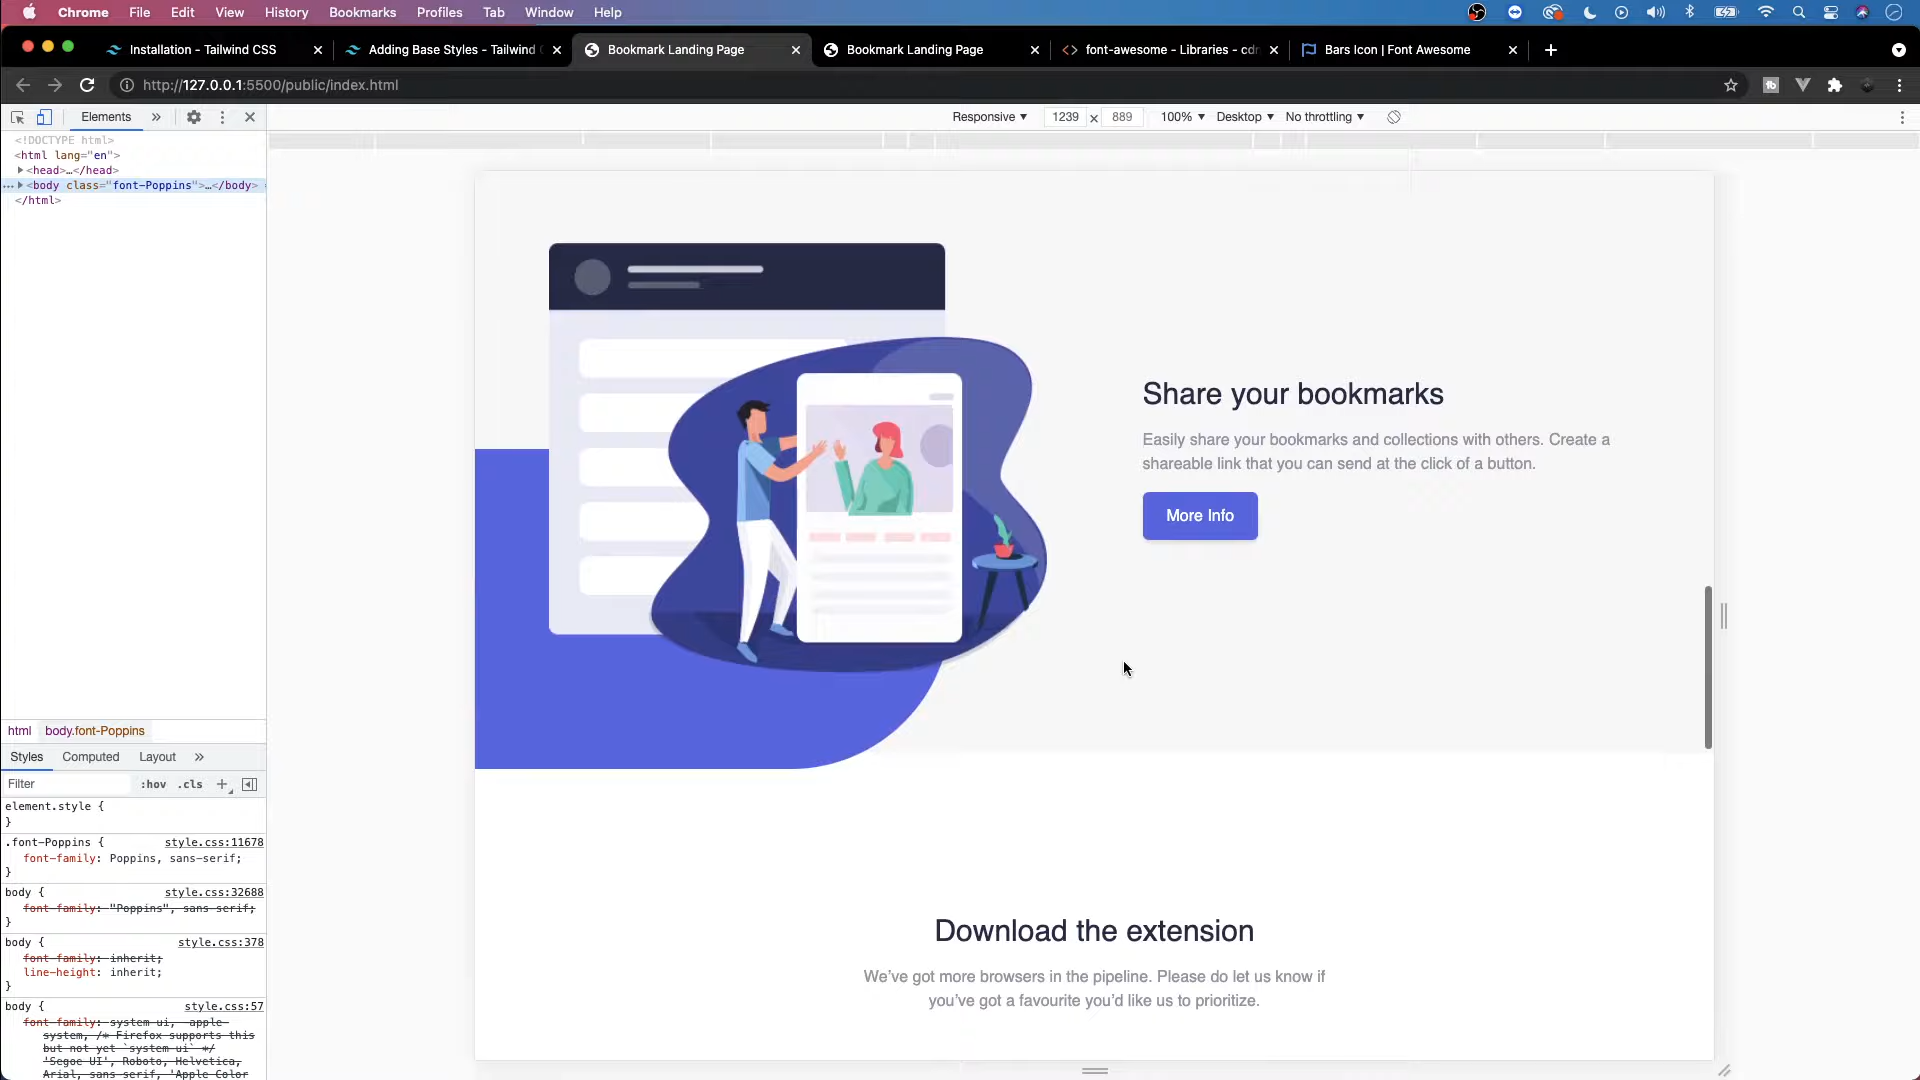 Chrome File Edit View History Bookmarks Profiles Tab Window Help
Installation - Tailwind CSS
Adding Base Styles - Tailwind
Bookmark Landing Page
Bookmark Landing Page
font-awesome - Libraries - cdn
Bars Icon | Font Awesome
http://127.0.0.1:5500/public/index.html
Elements
Responsive 1239 x 889 100% Desktop No throttling
<!DOCTYPE html>
<html lang="en">
<head>…</head>
<body class="font-Poppins">…</body>
</html>
Share your bookmarks
Easily share your bookmarks and collections with others. Create a
shareable link that you can send at the click of a button.
More Info
Download the extension
We've got more browsers in the pipeline. Please do let us know if
you've got a favourite you'd like us to prioritize.
html body.font-Poppins
Styles Computed Layout
Filter :hov .cls
element.style {
}
.font-Poppins { style.css:11678
font-family: Poppins, sans-serif;
}
body { style.css:32688
font-family: "Poppins", sans-serif;
}
body { style.css:378
font-family: inherit;
line-height: inherit;
}
body { style.css:57
font-family: system-ui, -apple-
system, /* Firefox supports this
but not yet `system-ui` */
'Segoe UI', Roboto, Helvetica,
Arial, sans-serif, 'Apple Color